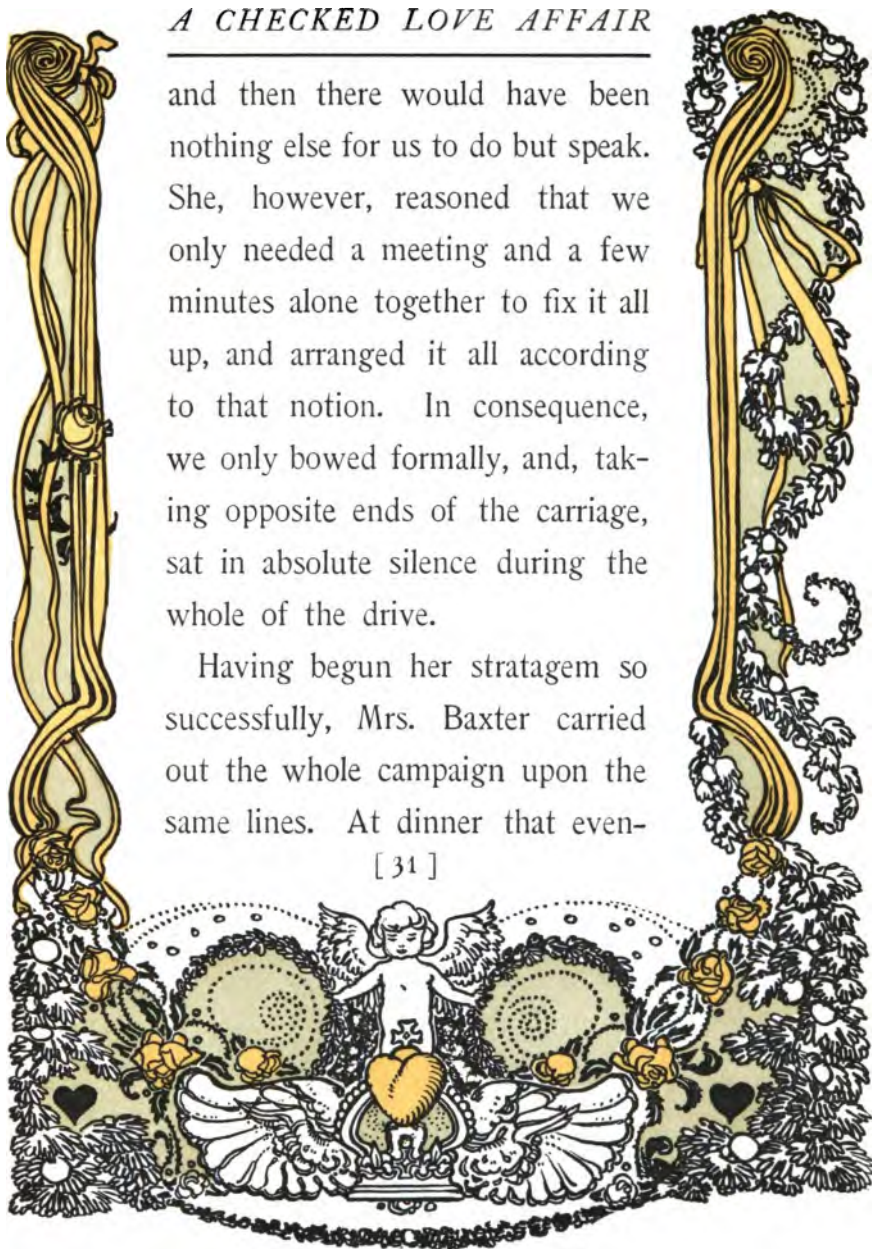 A CHECKED LOVE AFFAIR
and then there would have been
nothing else for us to do but speak.
She, however, reasoned that we
only needed a meeting and a few
minutes alone together to fix it all
up, and arranged it all according
to that notion. In consequence,
we only bowed formally, and, tak-
ing opposite ends of the carriage,
sat in absolute silence during the
whole of the drive.
Having begun her stratagem so
successfully, Mrs. Baxter carried
out the whole campaign upon the
same lines. At dinner that even-
[ 31 ]